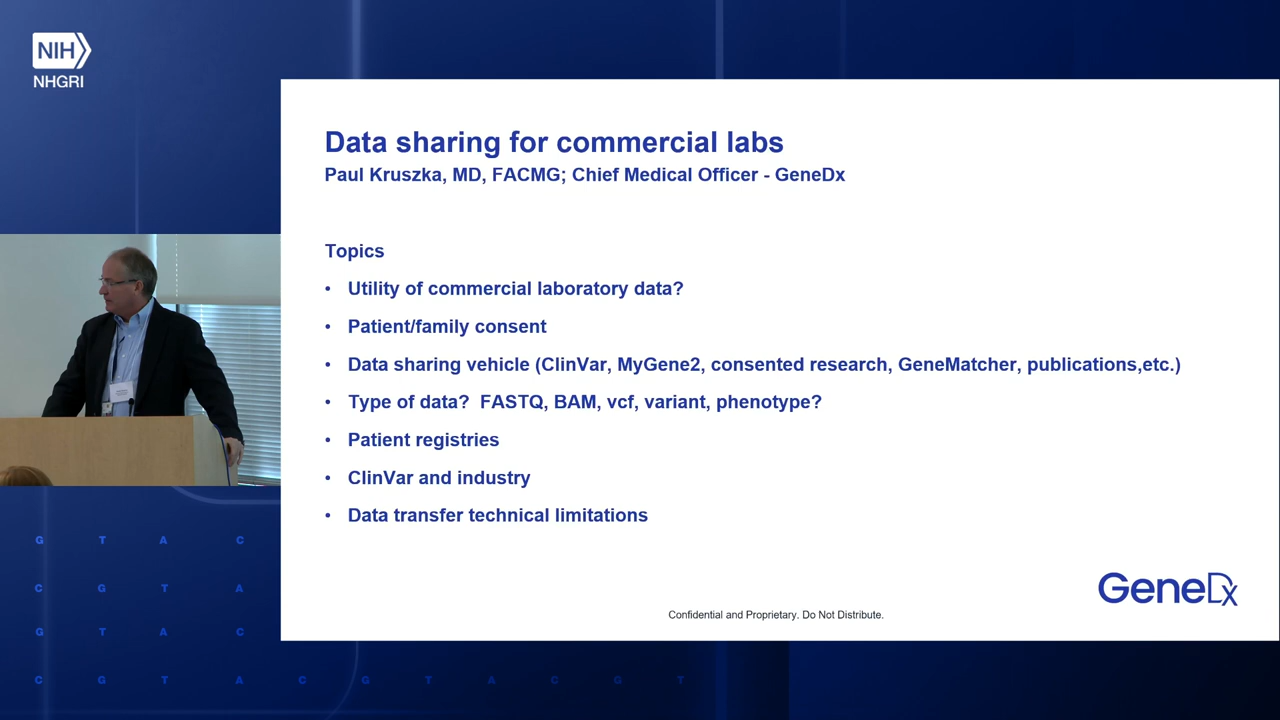 NIH
NHGRI
Data sharing for commercial labs
Paul Kruszka, MD, FACMG; Chief Medical Officer - GeneDx
Topics
• Utility of commercial laboratory data?
• Patient/family consent
• Data sharing vehicle (ClinVar, MyGene2, consented research, GeneMatcher, publications,etc.)
• Type of data?  FASTQ, BAM, vcf, variant, phenotype?
• Patient registries
• ClinVar and industry
• Data transfer technical limitations
GeneDx
Confidential and Proprietary. Do Not Distribute.
G T A C
C G T A
G T A C
C G T A C G T A C G T